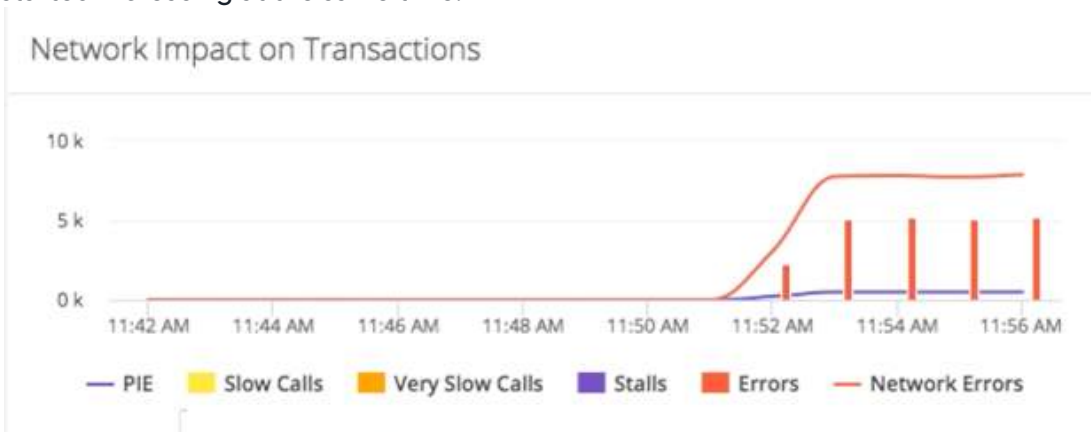 Network Impact on Transactions
10 k
5 k
0 k
11:42 AM 11:44 AM 11:46 AM 11:48 AM 11:50 AM 11:52 AM 11:54 AM 11:56 AM
PIE Slow Calls Very Slow Calls Stalls Errors Network Errors